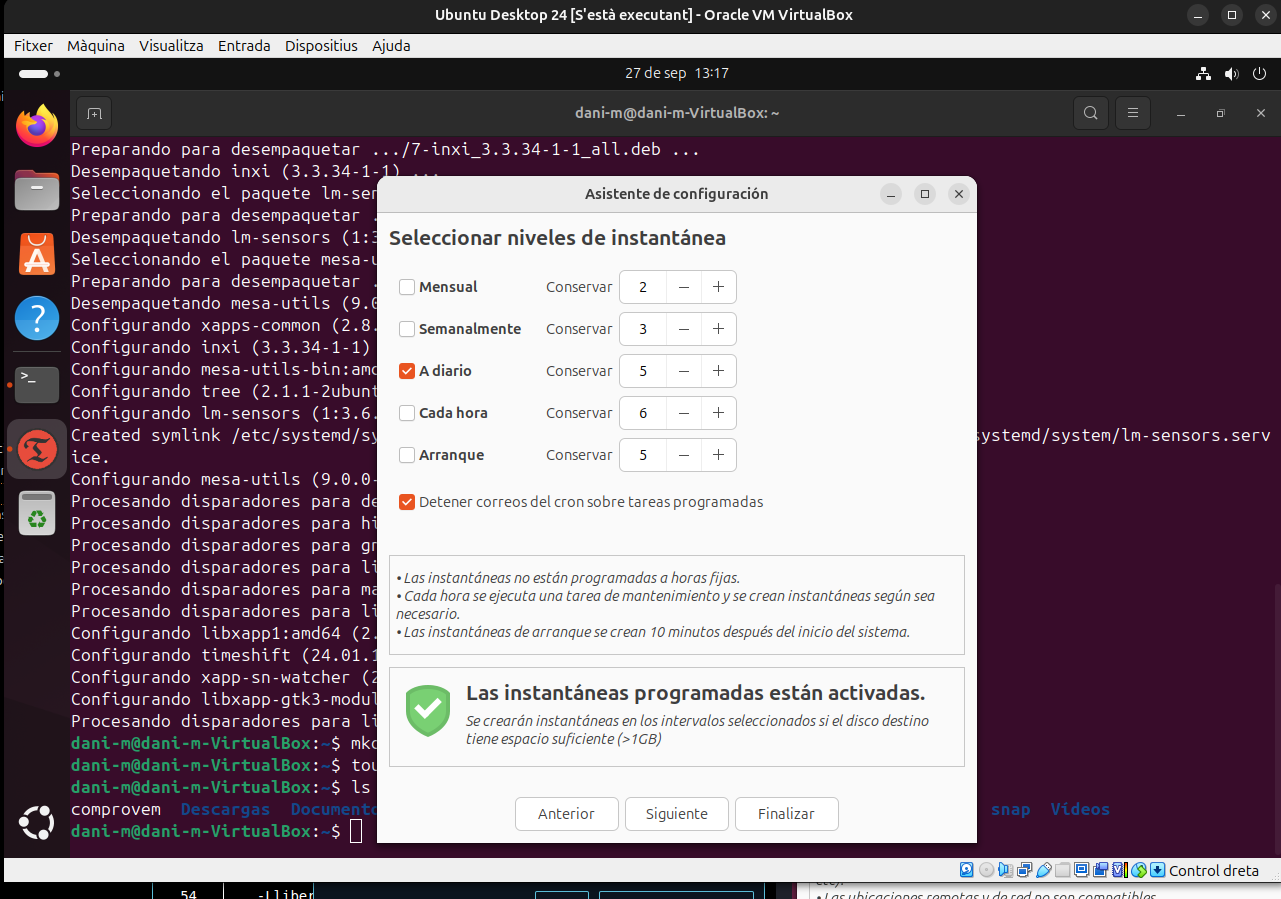 Ubuntu Desktop 24 [S'està executant] - Oracle VM VirtualBox
Fitxer Màquina Visualitza Entrada Dispositius Ajuda
27 de sep 13:17
dani-m@dani-m-VirtualBox: ~
Preparando para desempaquetar .../7-inxi_3.3.34-1-1_all.deb ...
Desempaquetando inxi (3.3.34-1-1) ...
Seleccionando el paquete lm-sen
Preparando para desempaquetar .
Desempaquetando lm-sensors (1:3
Seleccionando el paquete mesa-u
Preparando para desempaquetar .
Desempaquetando mesa-utils (9.0
Configurando xapps-common (2.8.
Configurando inxi (3.3.34-1-1)
Configurando mesa-utils-bin:amd
Configurando tree (2.1.1-2ubunt
Configurando lm-sensors (1:3.6.
Created symlink /etc/systemd/sy systemd/system/lm-sensors.serv
ice.
Configurando mesa-utils (9.0.0-
Procesando disparadores para de
Procesando disparadores para hi
Procesando disparadores para gn
Procesando disparadores para li
Procesando disparadores para ma
Procesando disparadores para li
Configurando libxapp1:amd64 (2.
Configurando timeshift (24.01.1
Configurando xapp-sn-watcher (2
Configurando libxapp-gtk3-modul
Procesando disparadores para li
dani-m@dani-m-VirtualBox:~$ mkd
dani-m@dani-m-VirtualBox:~$ tou
dani-m@dani-m-VirtualBox:~$ ls
comprovem Descargas Documento snap Vídeos
dani-m@dani-m-VirtualBox:~$
Asistente de configuración
Seleccionar niveles de instantánea
Mensual Conservar 2 − +
Semanalmente Conservar 3 − +
A diario Conservar 5 − +
Cada hora Conservar 6 − +
Arranque Conservar 5 − +
Detener correos del cron sobre tareas programadas
• Las instantáneas no están programadas a horas fijas.
• Cada hora se ejecuta una tarea de mantenimiento y se crean instantáneas según sea
necesario.
• Las instantáneas de arranque se crean 10 minutos después del inicio del sistema.
Las instantáneas programadas están activadas.
Se crearán instantáneas en los intervalos seleccionados si el disco destino
tiene espacio suficiente (>1GB)
Anterior Siguiente Finalizar
Control dreta
54 -Lliber
• Las ubicaciones remotas y de red no son compatibles.